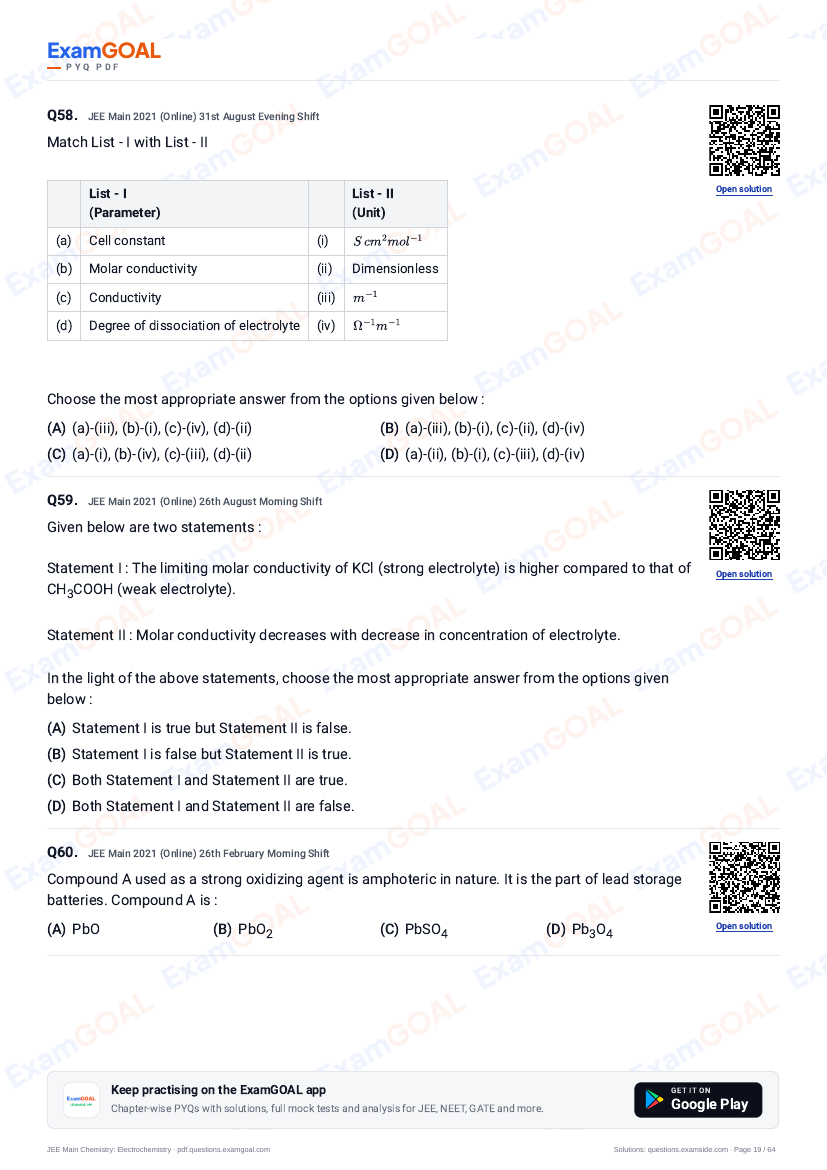 ExamGOAL
PYQ PDF
Q58. JEE Main 2021 (Online) 31st August Evening Shift
Match List - I with List - II
Open solution
List - I
(Parameter)
List - II
(Unit)
(a) Cell constant (i) S cm²mol⁻¹
(b) Molar conductivity (ii) Dimensionless
(c) Conductivity (iii) m⁻¹
(d) Degree of dissociation of electrolyte (iv) Ω⁻¹m⁻¹
Choose the most appropriate answer from the options given below :
(A) (a)-(iii), (b)-(i), (c)-(iv), (d)-(ii) (B) (a)-(iii), (b)-(i), (c)-(ii), (d)-(iv)
(C) (a)-(i), (b)-(iv), (c)-(iii), (d)-(ii) (D) (a)-(ii), (b)-(i), (c)-(iii), (d)-(iv)
Q59. JEE Main 2021 (Online) 26th August Morning Shift
Given below are two statements :
Open solution
Statement I : The limiting molar conductivity of KCl (strong electrolyte) is higher compared to that of
CH₃COOH (weak electrolyte).
Statement II : Molar conductivity decreases with decrease in concentration of electrolyte.
In the light of the above statements, choose the most appropriate answer from the options given
below :
(A) Statement I is true but Statement II is false.
(B) Statement I is false but Statement II is true.
(C) Both Statement I and Statement II are true.
(D) Both Statement I and Statement II are false.
Q60. JEE Main 2021 (Online) 26th February Morning Shift
Compound A used as a strong oxidizing agent is amphoteric in nature. It is the part of lead storage
batteries. Compound A is :
Open solution
(A) PbO (B) PbO₂ (C) PbSO₄ (D) Pb₃O₄
Keep practising on the ExamGOAL app
Chapter-wise PYQs with solutions, full mock tests and analysis for JEE, NEET, GATE and more.
GET IT ON
Google Play
JEE Main Chemistry: Electrochemistry · pdf.questions.examgoal.com
Solutions: questions.examside.com · Page 19 / 64